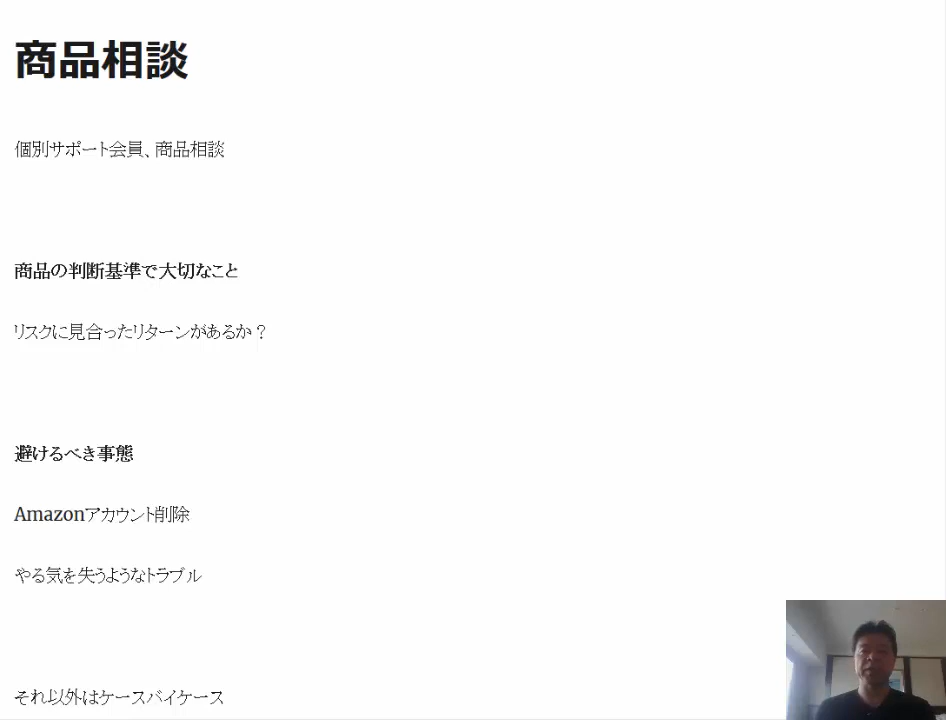 商品相談
個別サポート会員、商品相談
商品の判断基準で大切なこと
リスクに見合ったリターンがあるか？
避けるべき事態
Amazonアカウント削除
やる気を失うようなトラブル
それ以外はケースバイケース